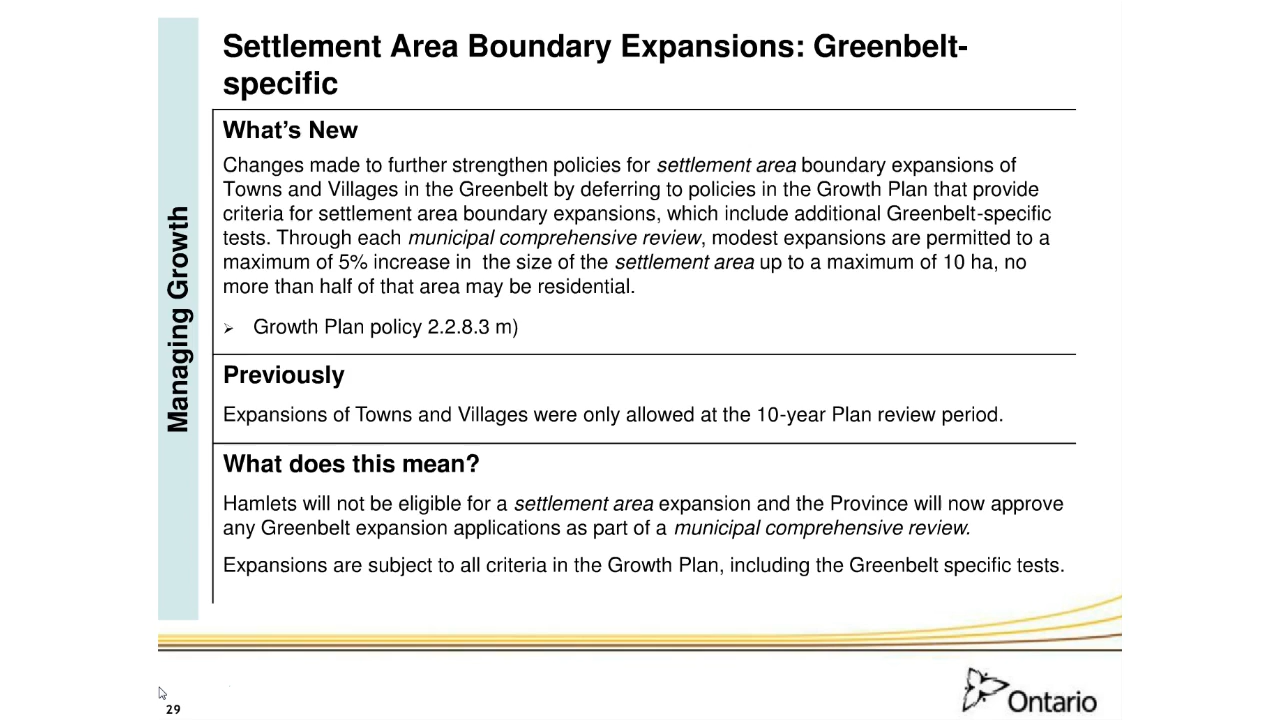 Settlement Area Boundary Expansions: Greenbelt-
specific
Managing Growth
What’s New
Changes made to further strengthen policies for settlement area boundary expansions of
Towns and Villages in the Greenbelt by deferring to policies in the Growth Plan that provide
criteria for settlement area boundary expansions, which include additional Greenbelt-specific
tests. Through each municipal comprehensive review, modest expansions are permitted to a
maximum of 5% increase in  the size of the settlement area up to a maximum of 10 ha, no
more than half of that area may be residential.
➢ Growth Plan policy 2.2.8.3 m)
Previously
Expansions of Towns and Villages were only allowed at the 10-year Plan review period.
What does this mean?
Hamlets will not be eligible for a settlement area expansion and the Province will now approve
any Greenbelt expansion applications as part of a municipal comprehensive review.
Expansions are subject to all criteria in the Growth Plan, including the Greenbelt specific tests.
29
Ontario